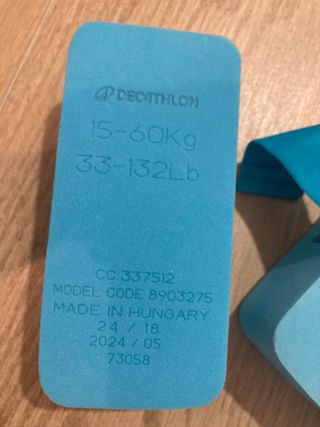 DECATHLON
15-60Kg
33-132Lb
CC 337512
MODEL CODE 8903275
MADE IN HUNGARY
24 / 18
2024 / 05
73058